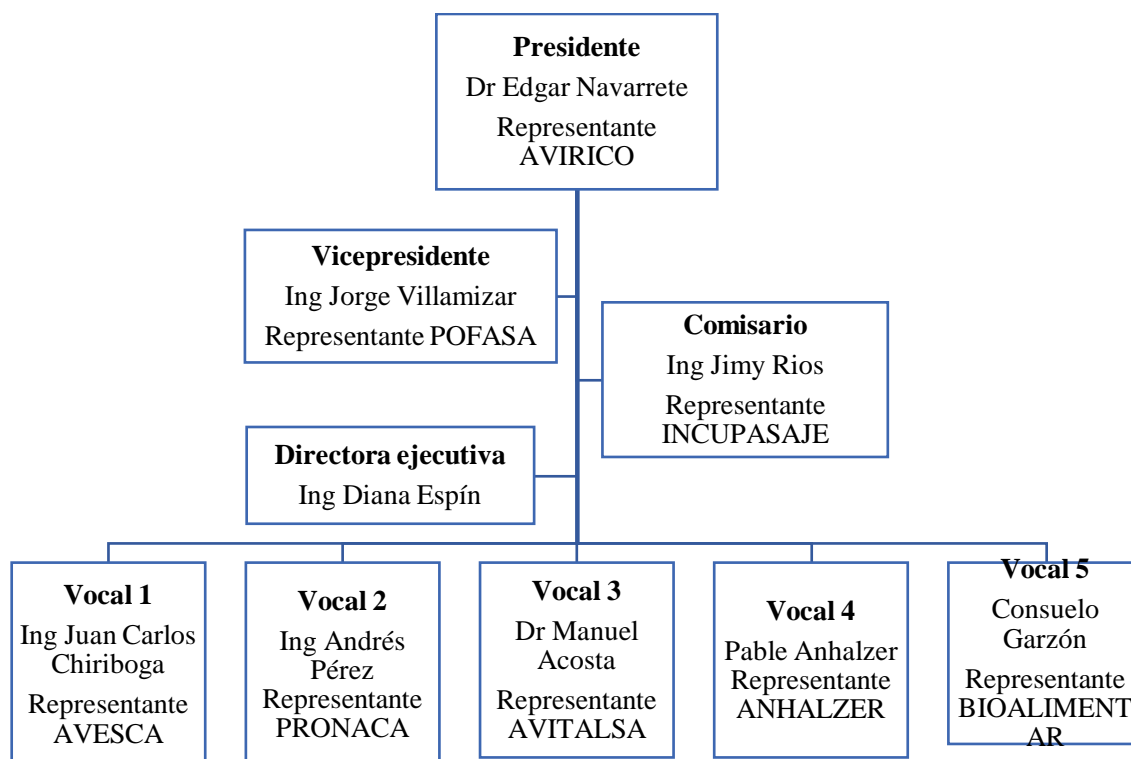 Presidente
Dr Edgar Navarrete
Representante
AVIRICO
Vicepresidente
Ing Jorge Villamizar
Representante POFASA
Comisario
Ing Jimy Rios
Representante
INCUPASAJE
Directora ejecutiva
Ing Diana Espín
Vocal 1
Ing Juan Carlos
Chiriboga
Representante
AVESCA
Vocal 2
Ing Andrés
Pérez
Representante
PRONACA
Vocal 3
Dr Manuel
Acosta
Representante
AVITALSA
Vocal 4
Pable Anhalzer
Representante
ANHALZER
Vocal 5
Consuelo
Garzón
Representante
BIOALIMENT
AR